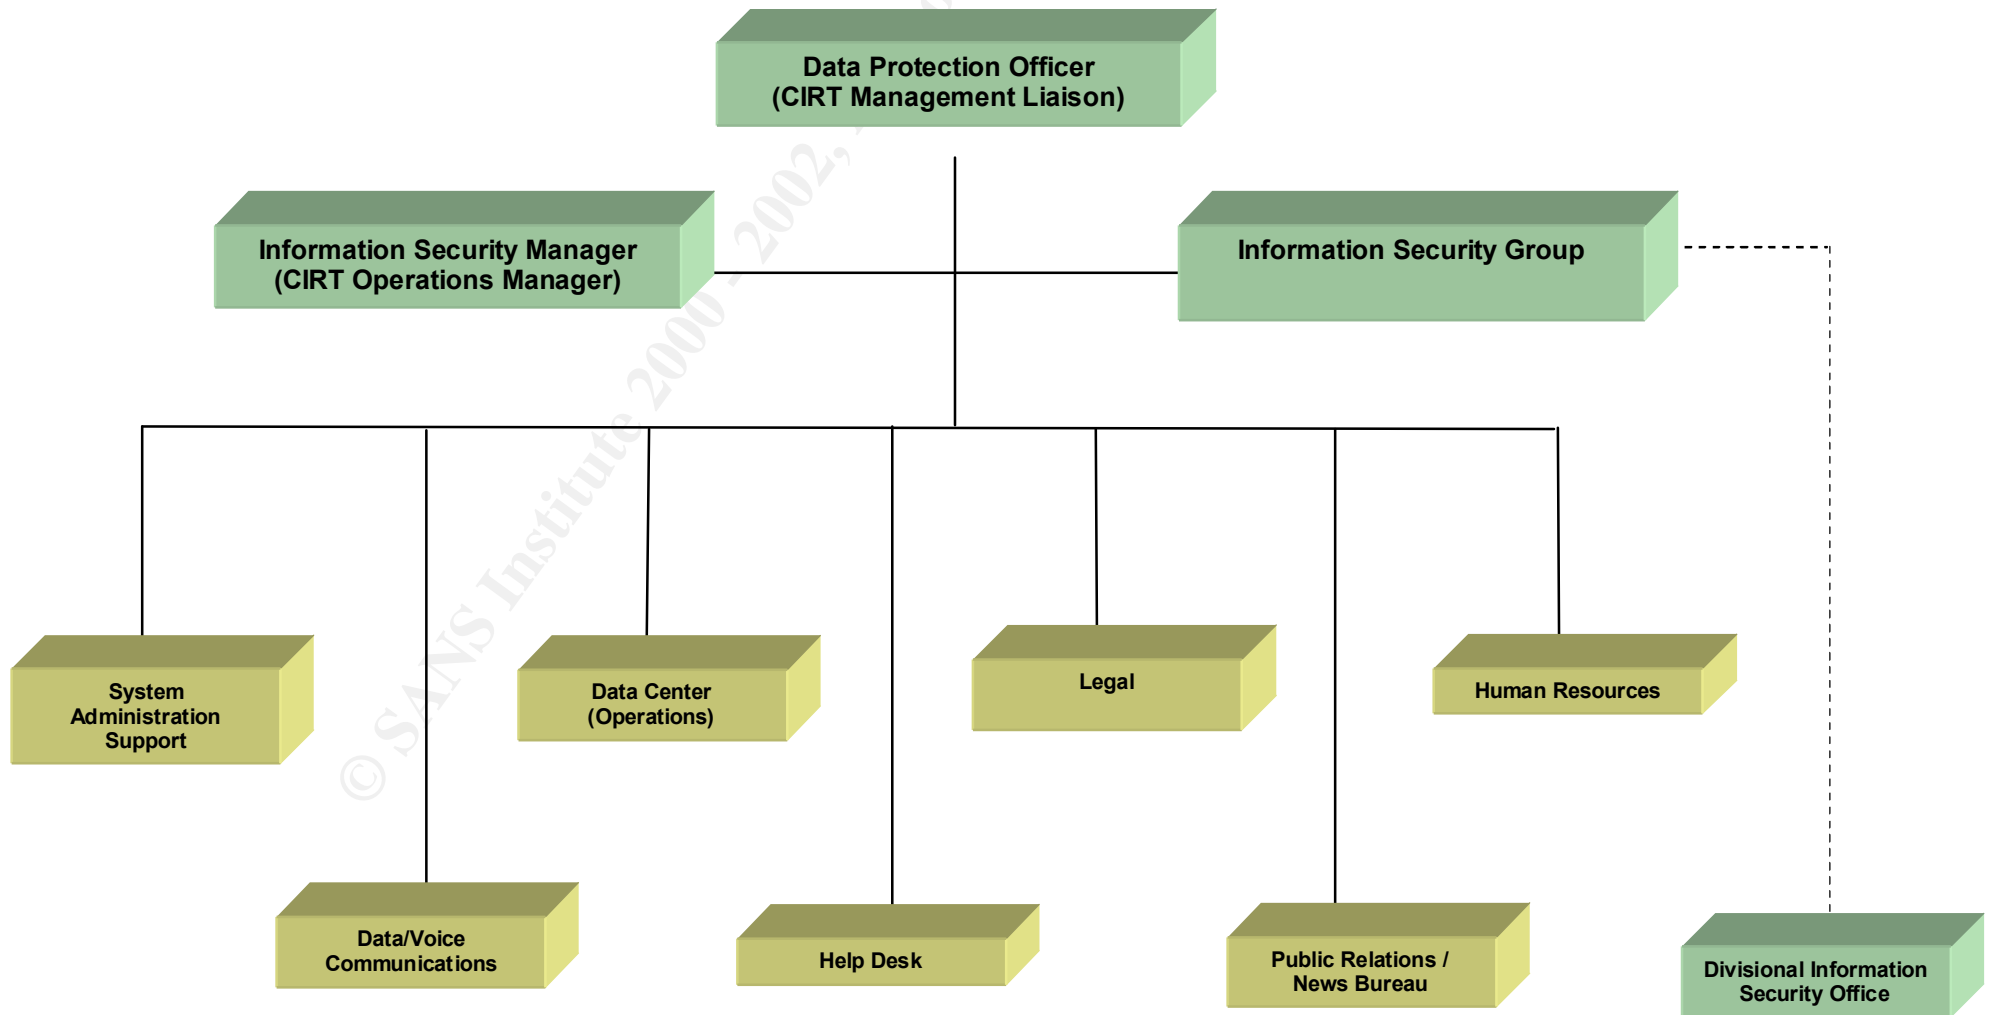 Data Protection Officer
(CIRT Management Liaison)
Information Security Manager
(CIRT Operations Manager)
Information Security Group
System
Administration
Support
Data Center
(Operations)
Legal
Human Resources
Data/Voice
Communications
Help Desk
Public Relations /
News Bureau
Divisional Information
Security Office
© SANS Institute 2000 - 2002,